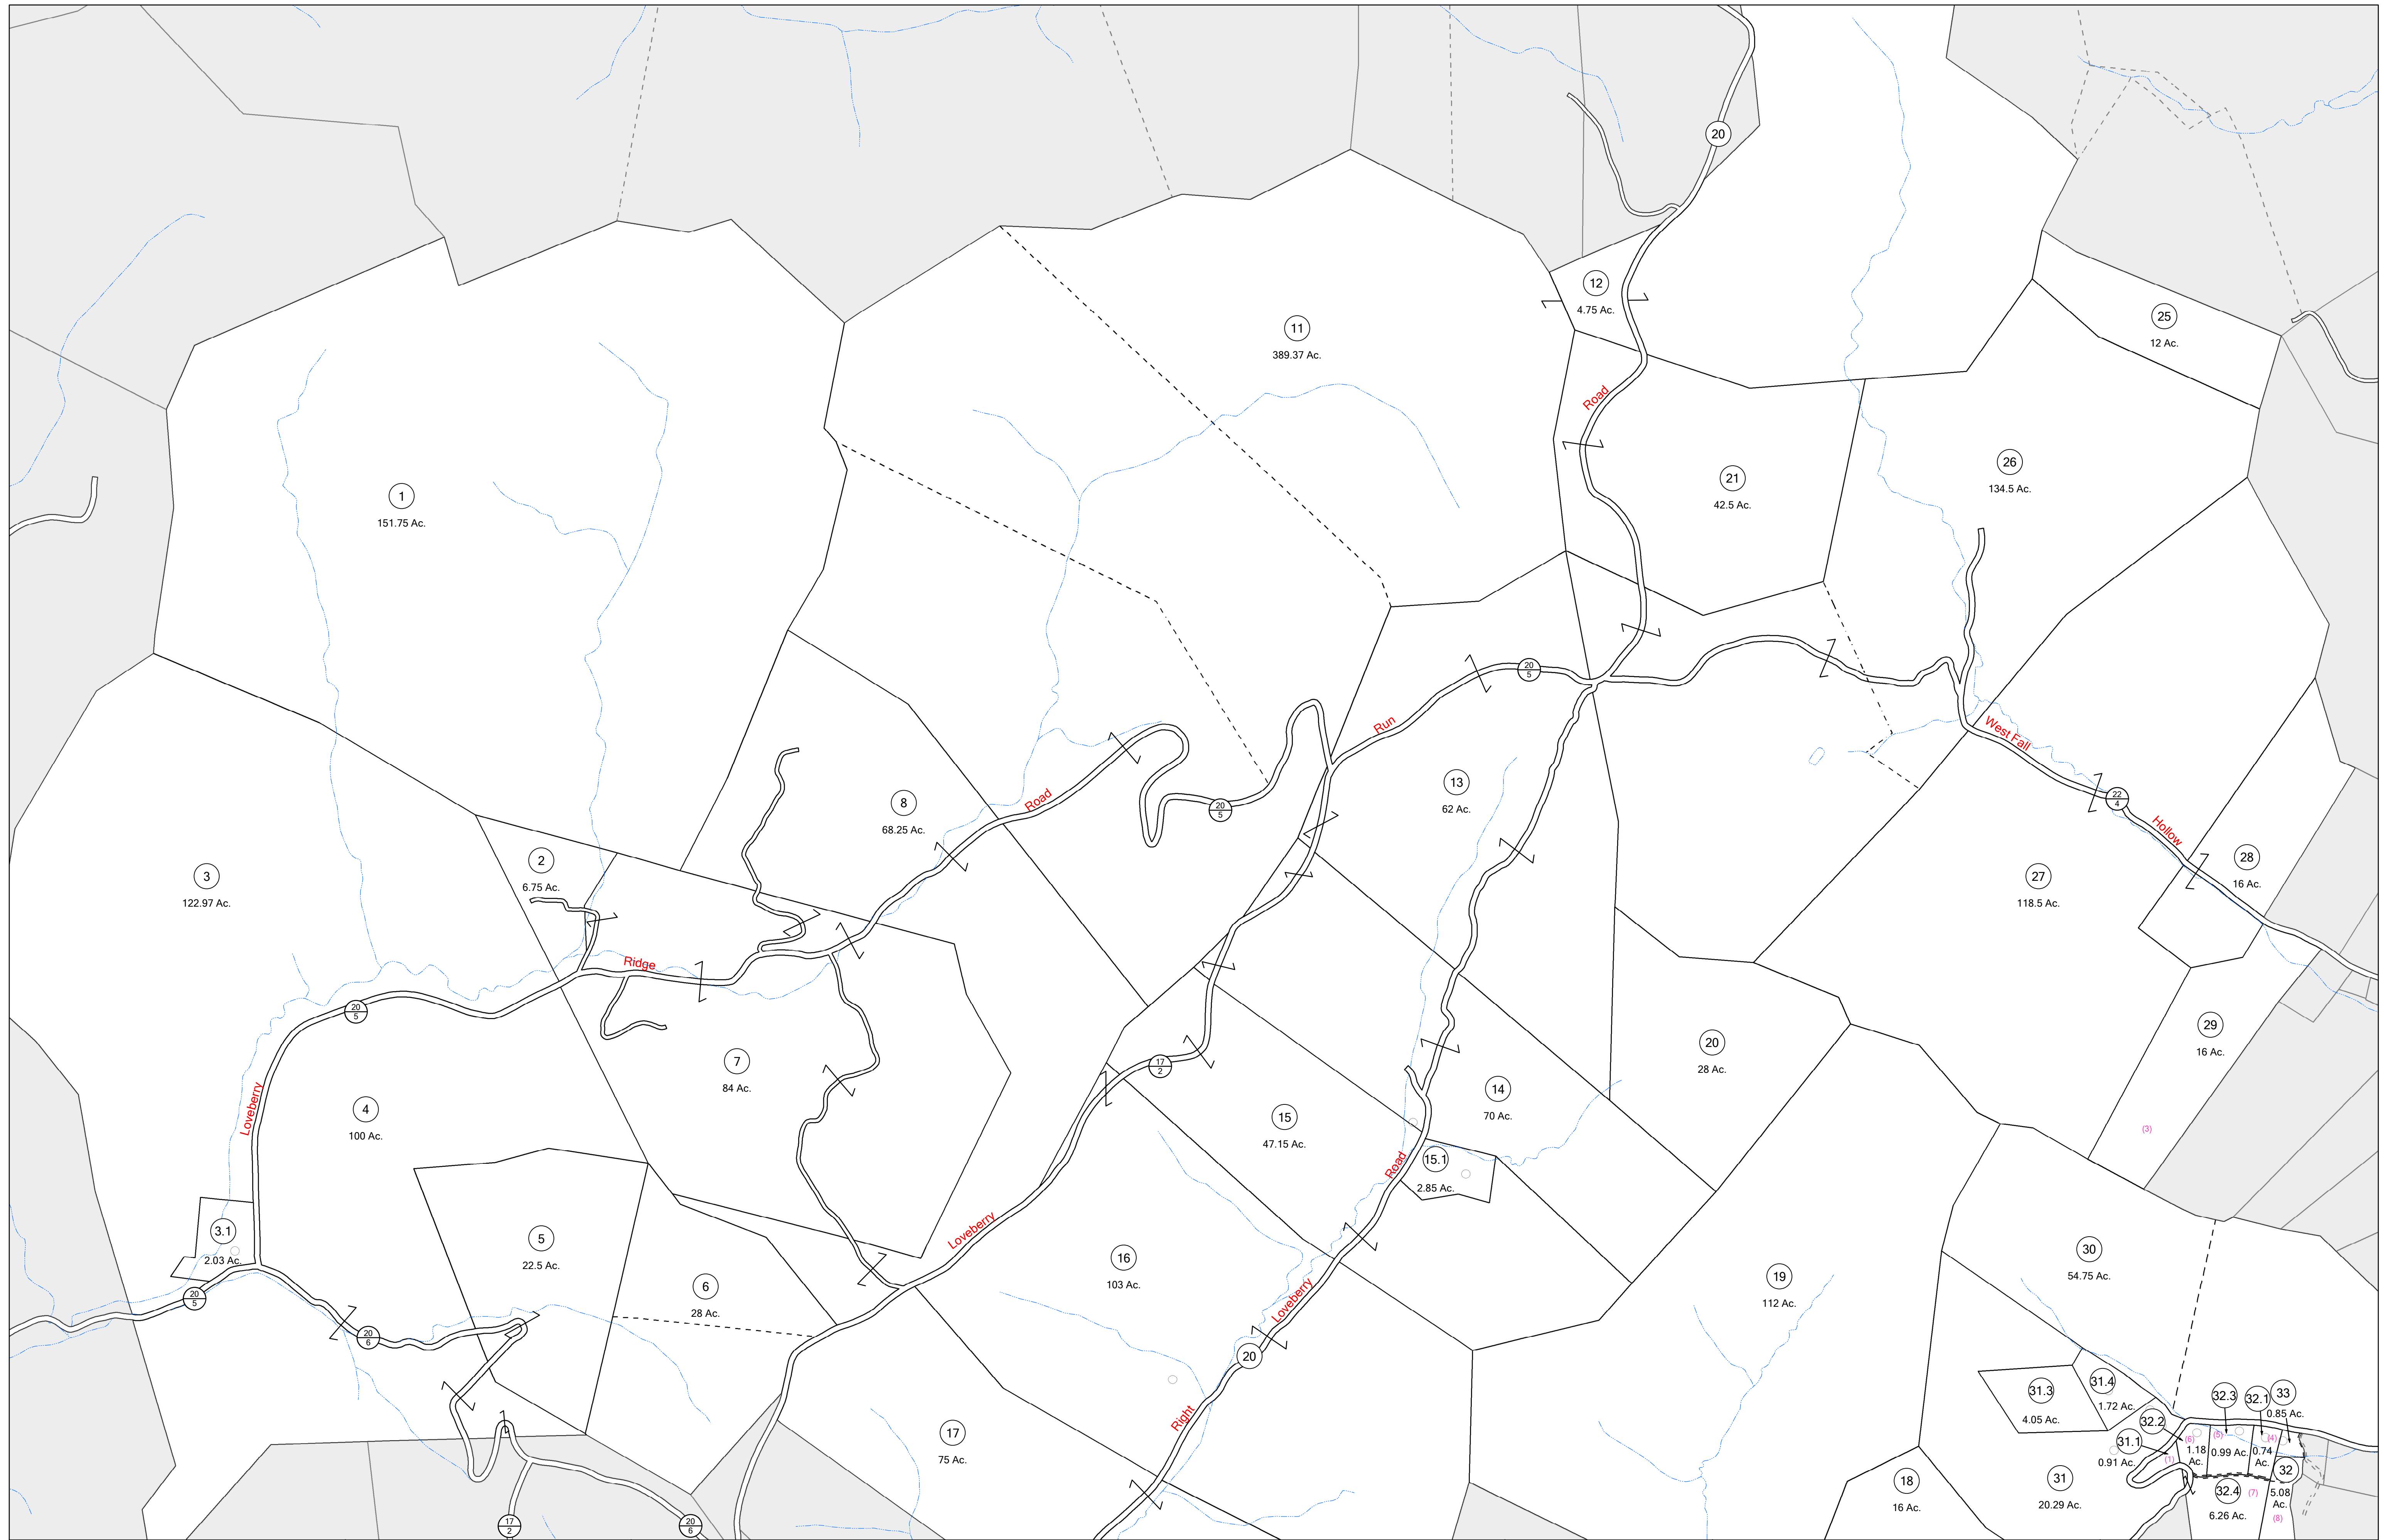 20
12
4.75 Ac.
25
12 Ac.
11
389.37 Ac.
Road
26
134.5 Ac.
21
42.5 Ac.
1
151.75 Ac.
20
5
Run
West Fall
13
62 Ac.
22
4
Hollow
8
68.25 Ac.
Road
20
5
2
6.75 Ac.
3
122.97 Ac.
27
118.5 Ac.
28
16 Ac.
Ridge
20
5
7
84 Ac.
17
2
20
28 Ac.
29
16 Ac.
Loveberry
4
100 Ac.
15
47.15 Ac.
14
70 Ac.
(3)
Road
15.1
2.85 Ac.
3.1
2.03 Ac.
5
22.5 Ac.
Loveberry
16
103 Ac.
30
54.75 Ac.
6
28 Ac.
19
112 Ac.
20
5
Loveberry
20
6
20
31.3
4.05 Ac.
31.4
1.72 Ac.
32.3
32.1
33
0.85 Ac.
Right
32.2
17
75 Ac.
31.1
0.91 Ac.
(1)
(6)
(5)
(4)
1.18
Ac.
0.99 Ac.
0.74
Ac.
18
16 Ac.
31
20.29 Ac.
32
5.08
Ac.
32.4
6.26 Ac.
(7)
(8)
17
2
20
6